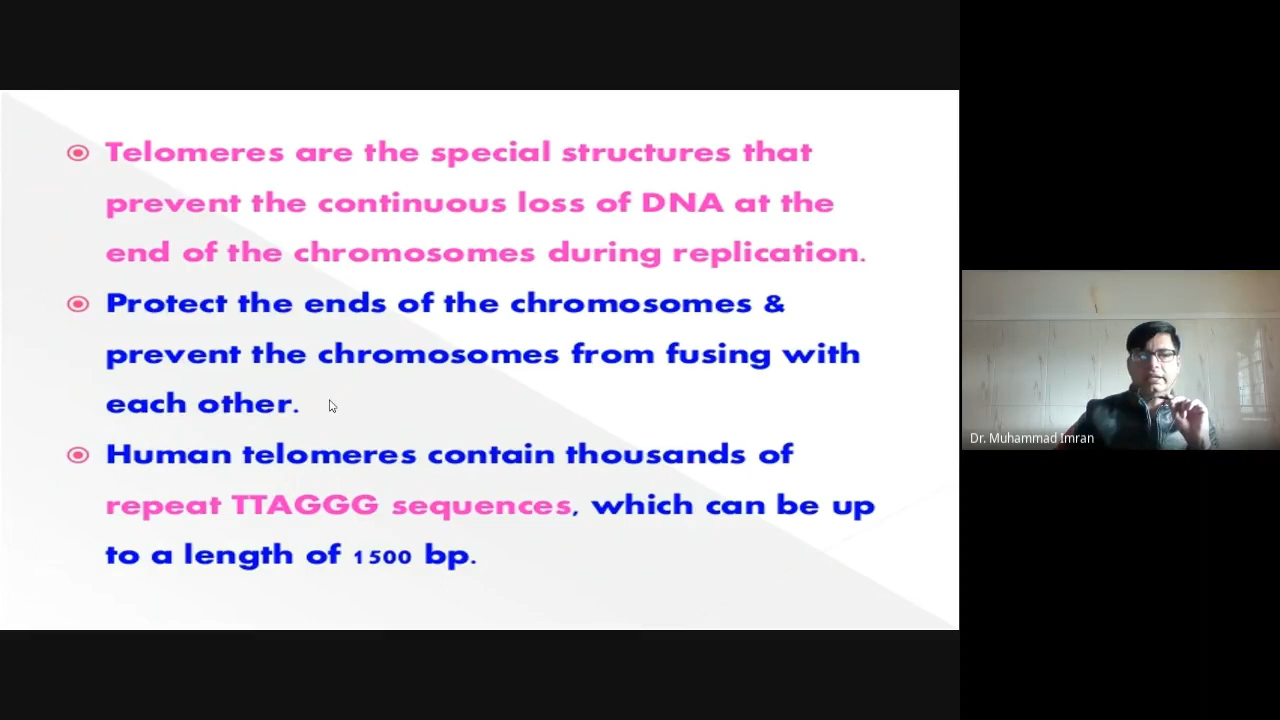 Telomeres are the special structures that
prevent the continuous loss of DNA at the
end of the chromosomes during replication.
Protect the ends of the chromosomes &
prevent the chromosomes from fusing with
each other.
Human telomeres contain thousands of
repeat TTAGGG sequences, which can be up
to a length of 1500 bp.
Dr. Muhammad Imran